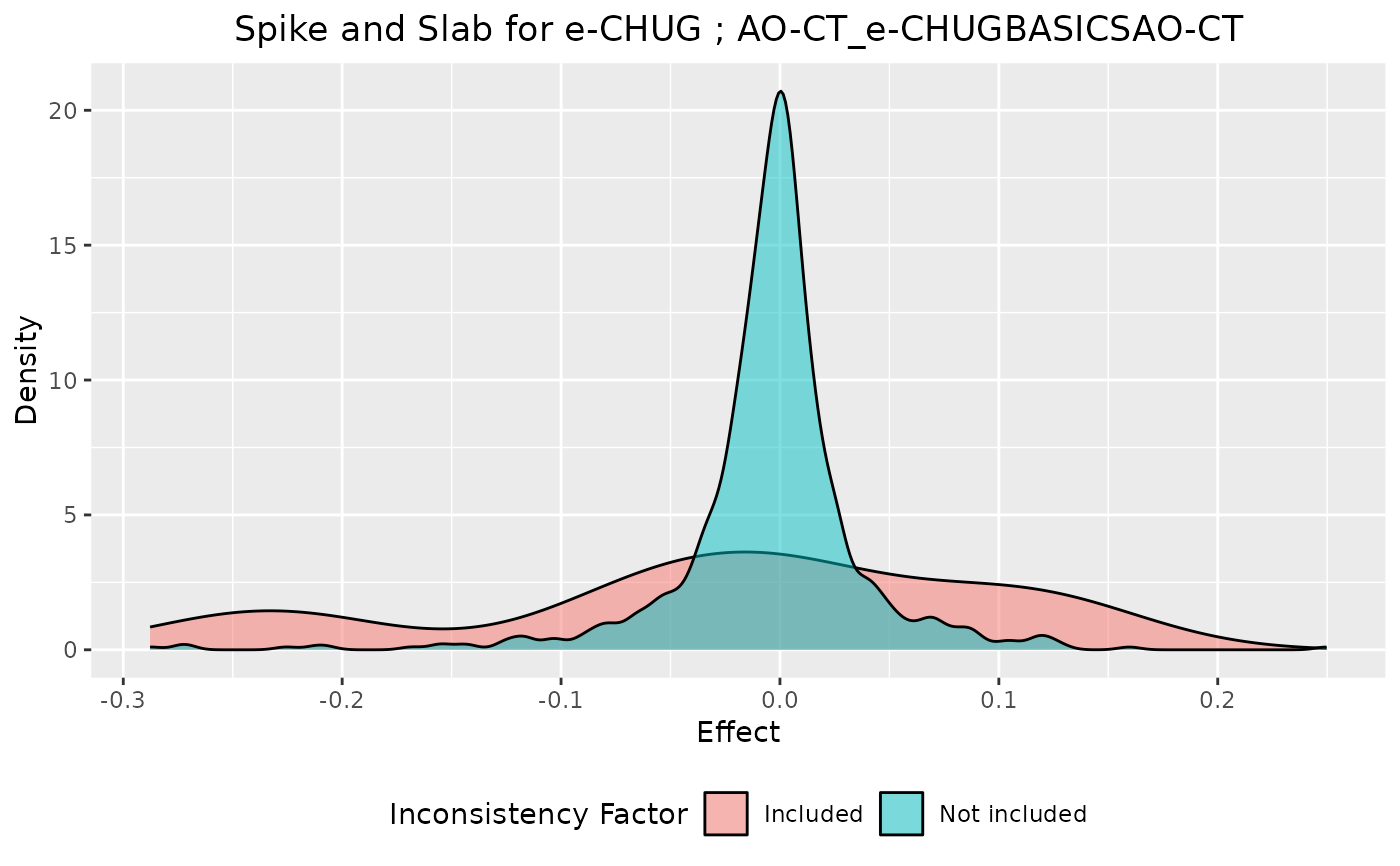 Spike and Slab for e-CHUG ; AO-CT_e-CHUGBASICSAO-CT
Density
20
15
10
5
0
-0.3 -0.2 -0.1 0.0 0.1 0.2
Effect
Inconsistency Factor Included Not included